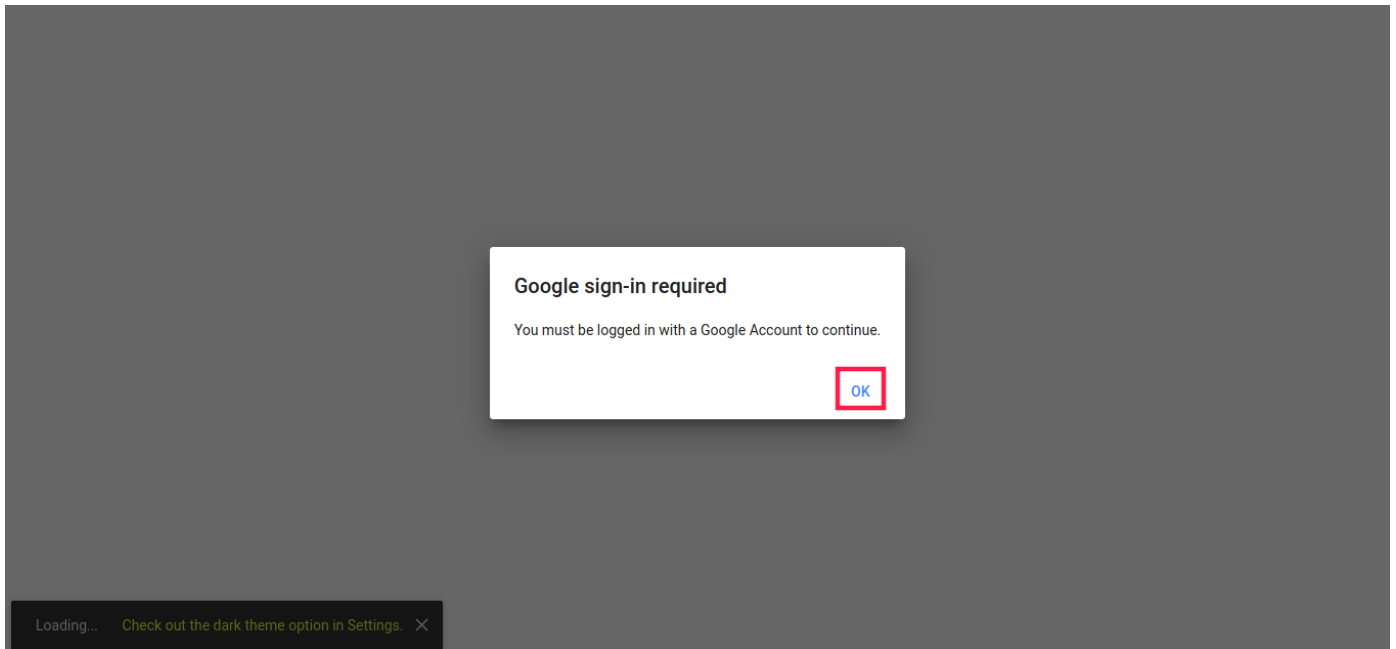 Google sign-in required
You must be logged in with a Google Account to continue.
OK
Loading... Check out the dark theme option in Settings.